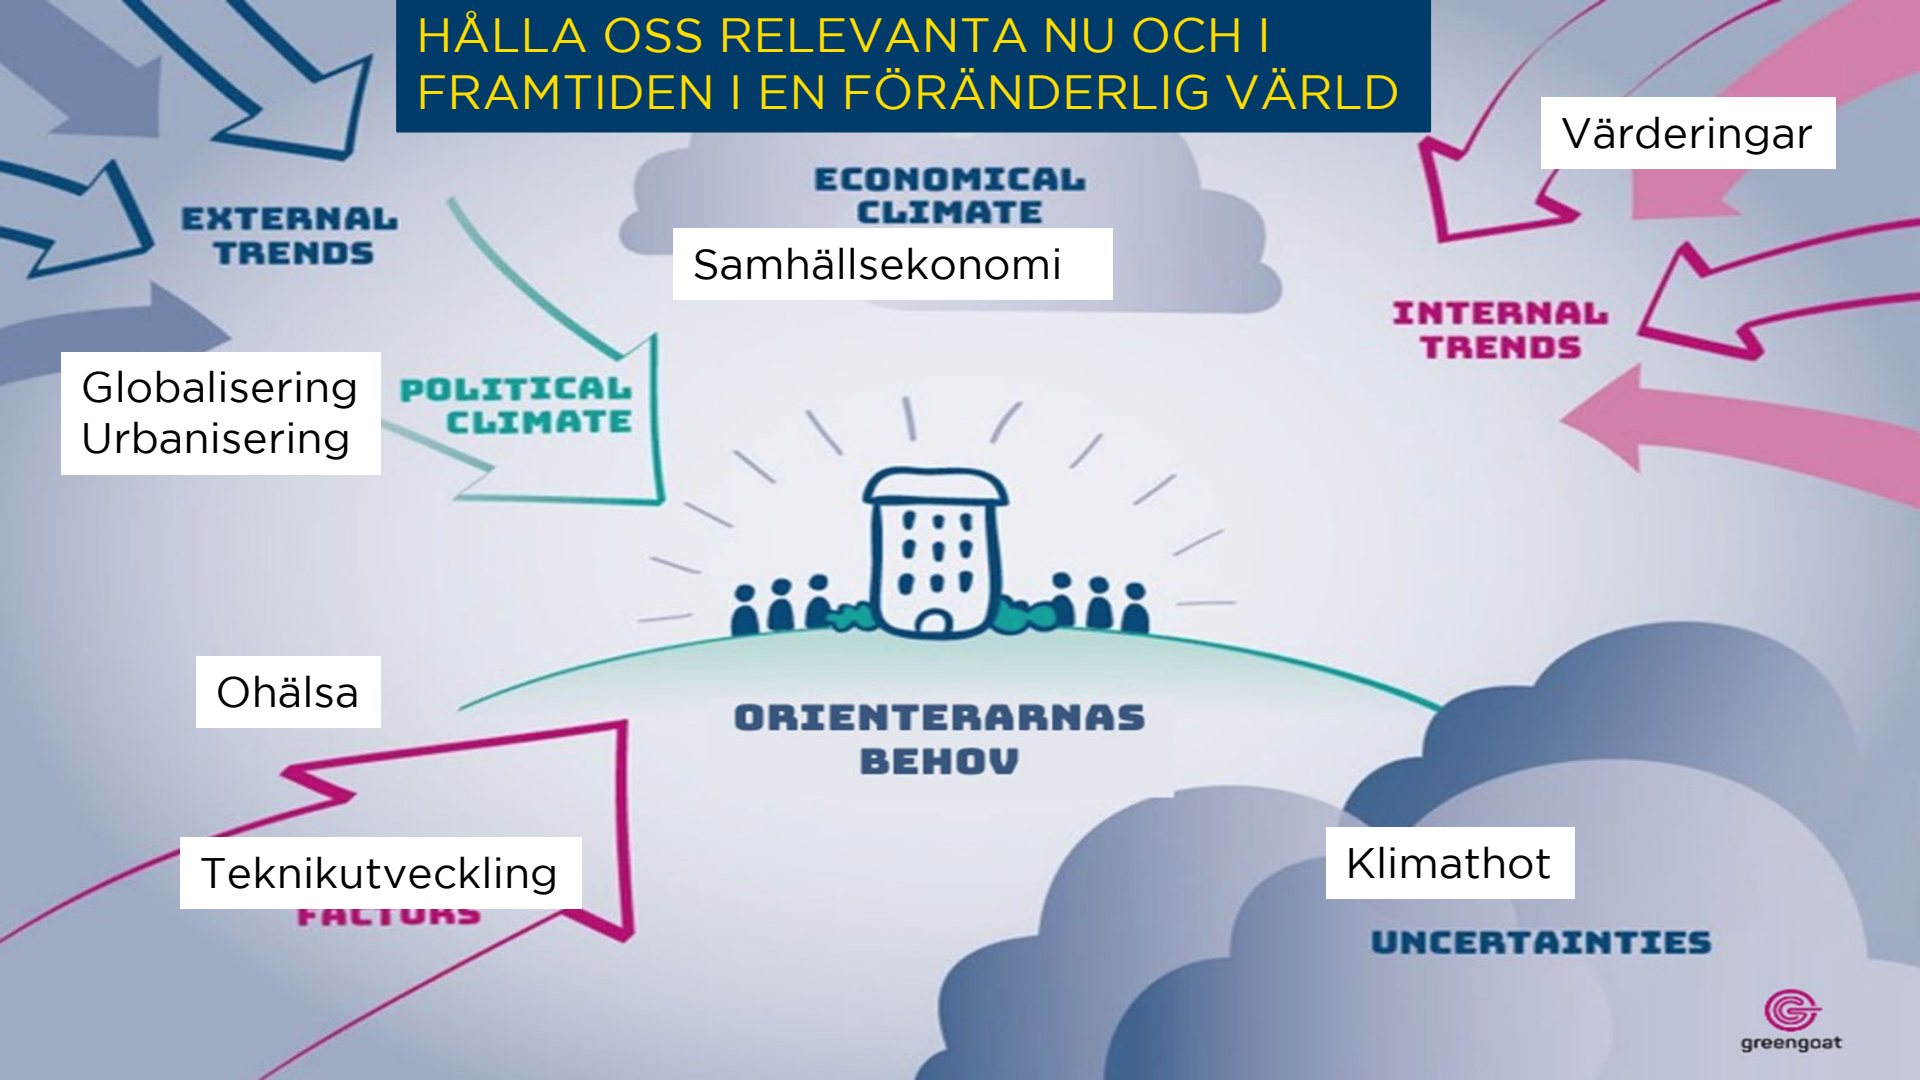 HÅLLA OSS RELEVANTA NU OCH I
FRAMTIDEN I EN FÖRÄNDERLIG VÄRLD
Värderingar
ECONOMICAL
CLIMATE
EXTERNAL
TRENDS
Samhällsekonomi
INTERNAL
TRENDS
Globalisering
Urbanisering
POLITICAL
CLIMATE
Ohälsa
ORIENTERARNAS
BEHOV
Teknikutveckling
FACTORS
Klimathot
UNCERTAINTIES
greengoat